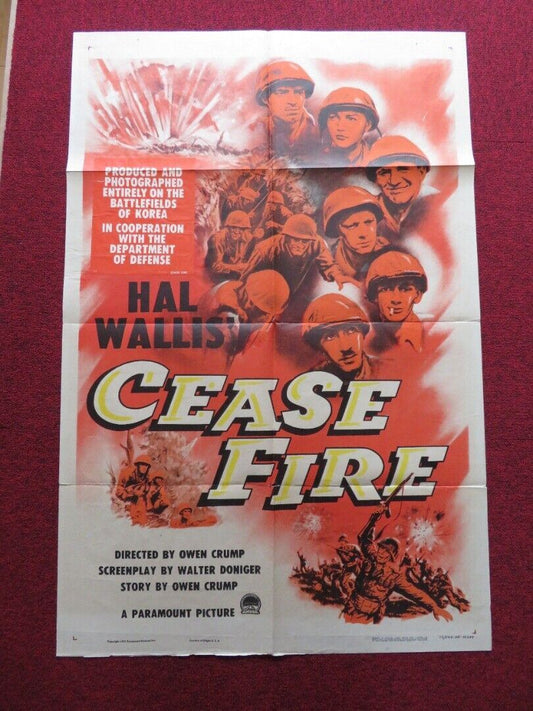 PRODUCED AND
PHOTOGRAPHED
ENTIRELY ON THE
BATTLEFIELDS
OF KOREA
IN COOPERATION
WITH THE
DEPARTMENT
OF DEFENSE
HAL
WALLIS'
CEASE
FIRE
DIRECTED BY OWEN CRUMP
SCREENPLAY BY WALTER DONIGER
STORY BY OWEN CRUMP
A PARAMOUNT PICTURE